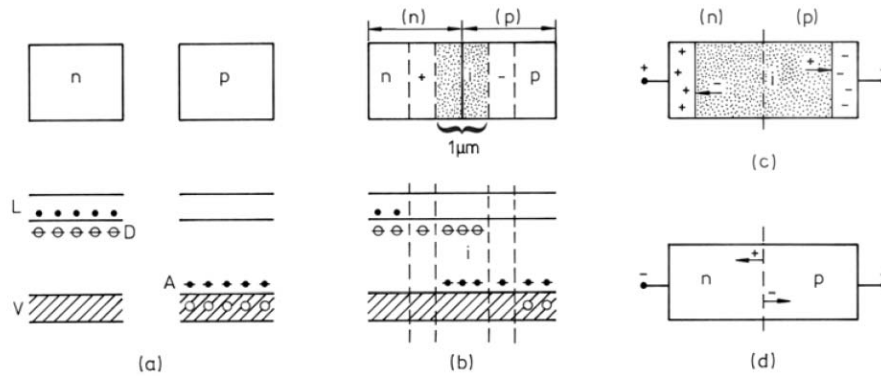 (n) (p)
(n) (p)
n
p
n + i - p
+ + + + - + i + - - - -
1μm
(c)
L
D
A
V
i
- n + - p
(a)
(b)
(d)